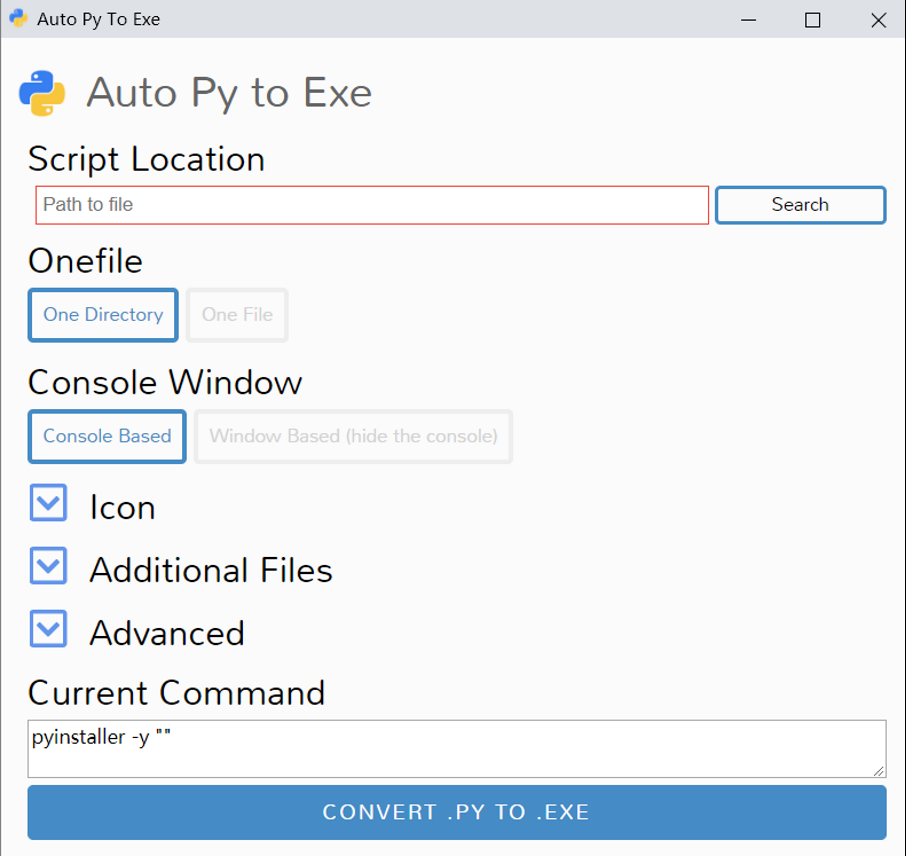 Auto Py To Exe
Auto Py to Exe
Script Location
Path to file Search
Onefile
One Directory One File
Console Window
Console Based Window Based (hide the console)
Icon
Additional Files
Advanced
Current Command
pyinstaller -y ""
CONVERT .PY TO .EXE